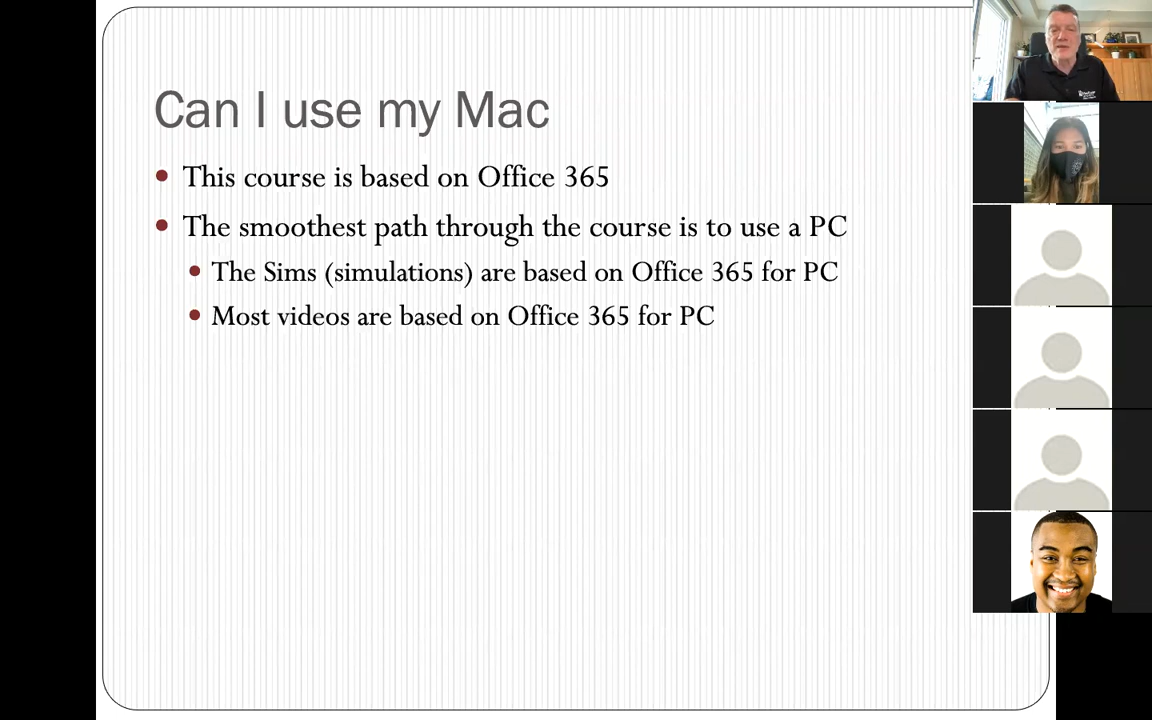 Can I use my Mac
This course is based on Office 365
The smoothest path through the course is to use a PC
The Sims (simulations) are based on Office 365 for PC
Most videos are based on Office 365 for PC